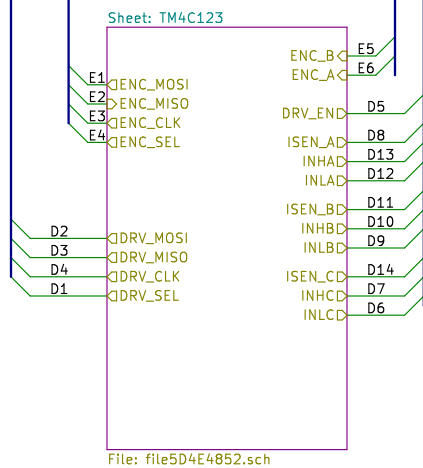 Sheet: TM4C123
E1 ENC_MOSI
E2 ENC_MISO
E3 ENC_CLK
E4 ENC_SEL
D2 DRV_MOSI
D3 DRV_MISO
D4 DRV_CLK
D1 DRV_SEL
ENC_B E5
ENC_A E6
DRV_EN D5
ISEN_A D8
INHA D13
INLA D12
ISEN_B D11
INHB D10
INLB D9
ISEN_C D14
INHC D7
INLC D6
File: file5D4E4852.sch